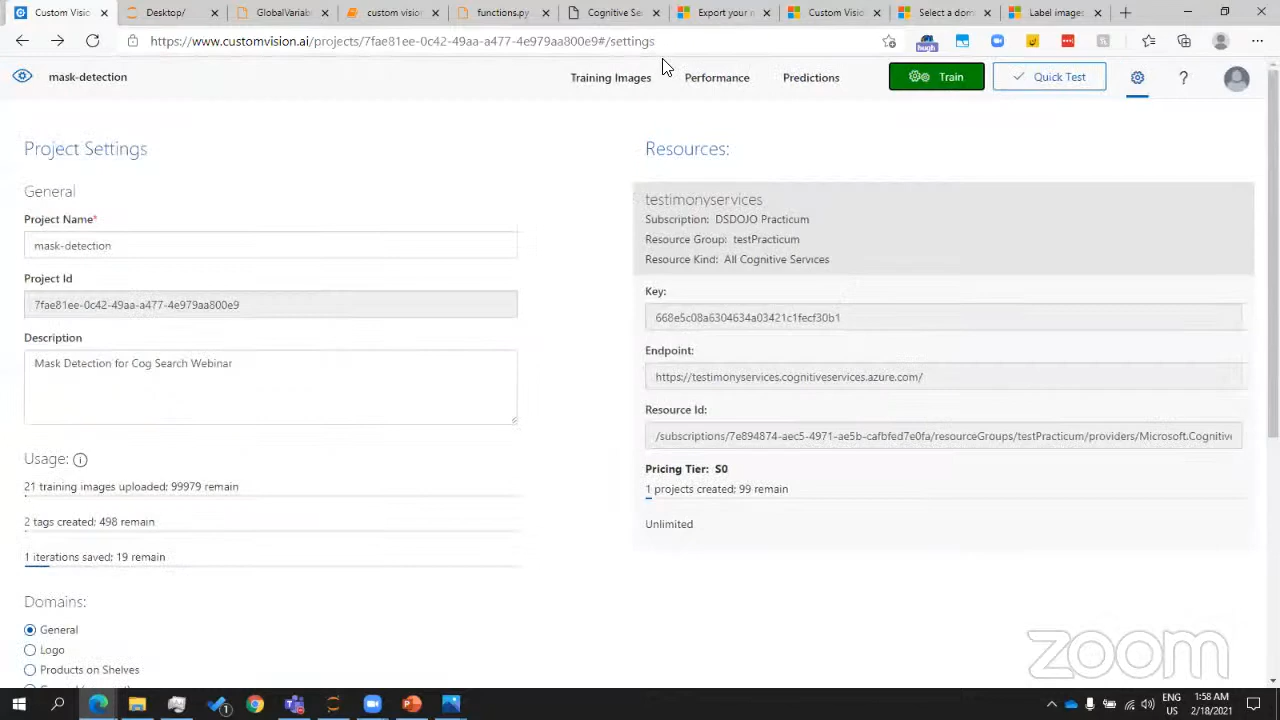 Custom Visic
Desktop/
GlobalVariab
custom vision
functions.py
Cognitive Se
Export your m
Custom Vision
Select a dom
Label images
https://www.customvision.ai/projects/7fae81ee-0c42-49aa-a477-4e979aa800e9#/settings
hugh
mask-detection
Training Images
Performance
Predictions
Train
Quick Test
?
Project Settings
General
Project Name*
mask-detection
Project Id
7fae81ee-0c42-49aa-a477-4e979aa800e9
Description
Mask Detection for Cog Search Webinar
Usage:
21 training images uploaded; 99979 remain
2 tags created; 498 remain
1 iterations saved; 19 remain
Domains:
General
Logo
Products on Shelves
Resources:
testimonyservices
Subscription: DSDOJO Practicum
Resource Group: testPracticum
Resource Kind: All Cognitive Services
Key:
668e5c08a6304634a03421c1fecf30b1
Endpoint:
https://testimonyservices.cognitiveservices.azure.com/
Resource Id:
/subscriptions/7e894874-aec5-4971-ae5b-cafbfed7e0fa/resourceGroups/testPracticum/providers/Microsoft.Cognitive
Pricing Tier: S0
1 projects created; 99 remain
Unlimited
zoom
ENG
US
1:58 AM
2/18/2021